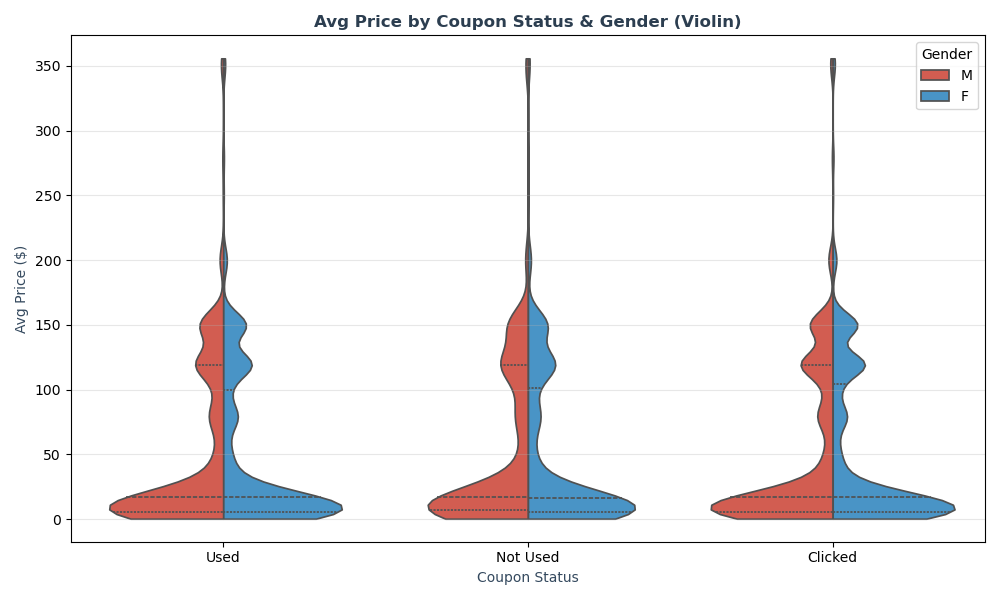 Avg Price by Coupon Status & Gender (Violin)
Gender
M
F
350
300
250
200
150
100
50
0
Avg Price ($)
Used
Not Used
Clicked
Coupon Status